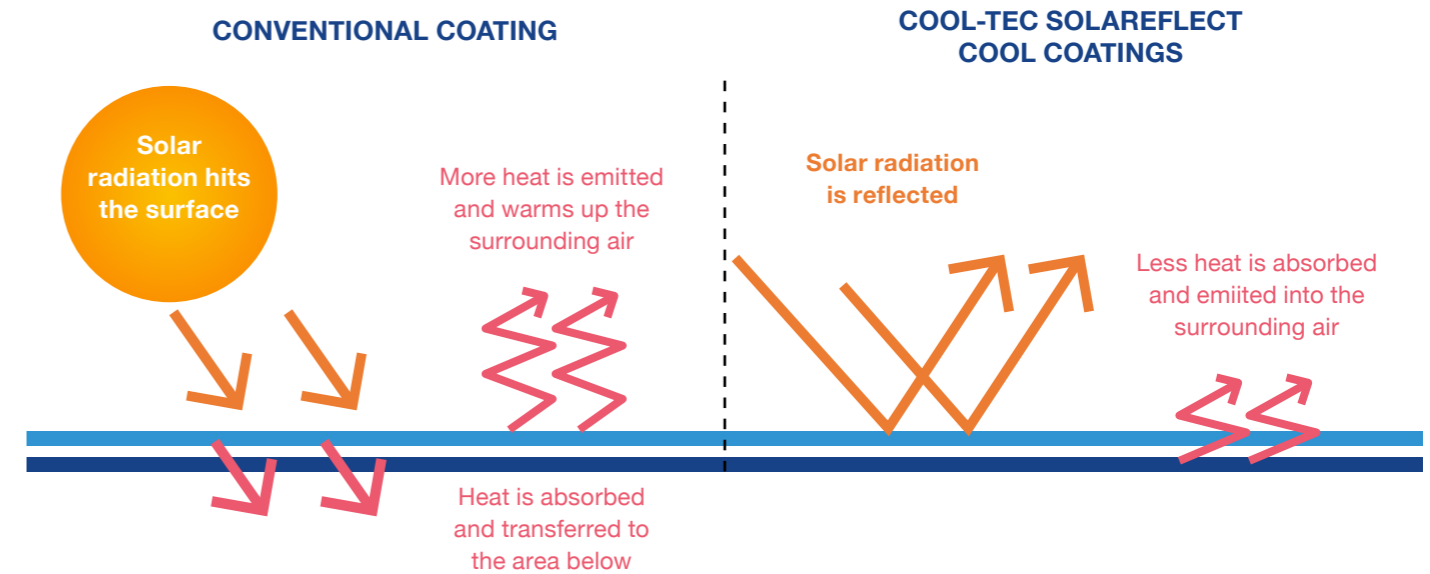 CONVENTIONAL COATING
Solar
radiation hits
the surface
More heat is emitted
and warms up the
surrounding air
Heat is absorbed
and transferred to
the area below
COOL-TEC SOLAREFLECT
COOL COATINGS
Solar radiation
is reflected
Less heat is absorbed
and emiited into the
surrounding air